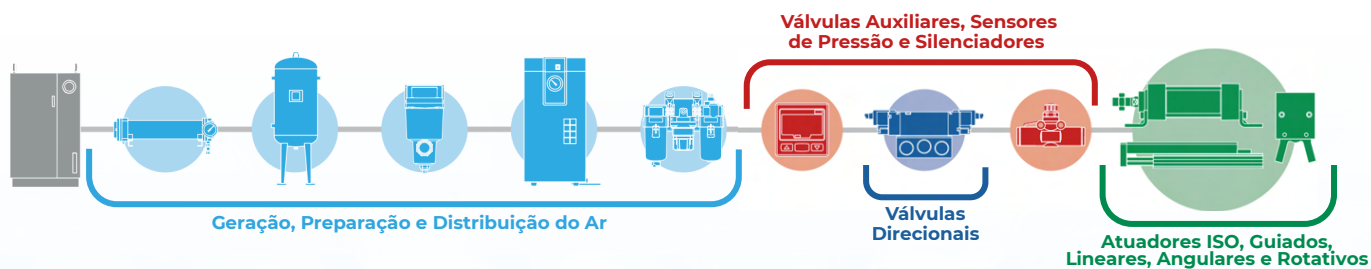 Válvulas Auxiliares, Sensores
de Pressão e Silenciadores
Geração, Preparação e Distribuição do Ar
Válvulas
Direcionais
Atuadores ISO, Guiados,
Lineares, Angulares e Rotativos